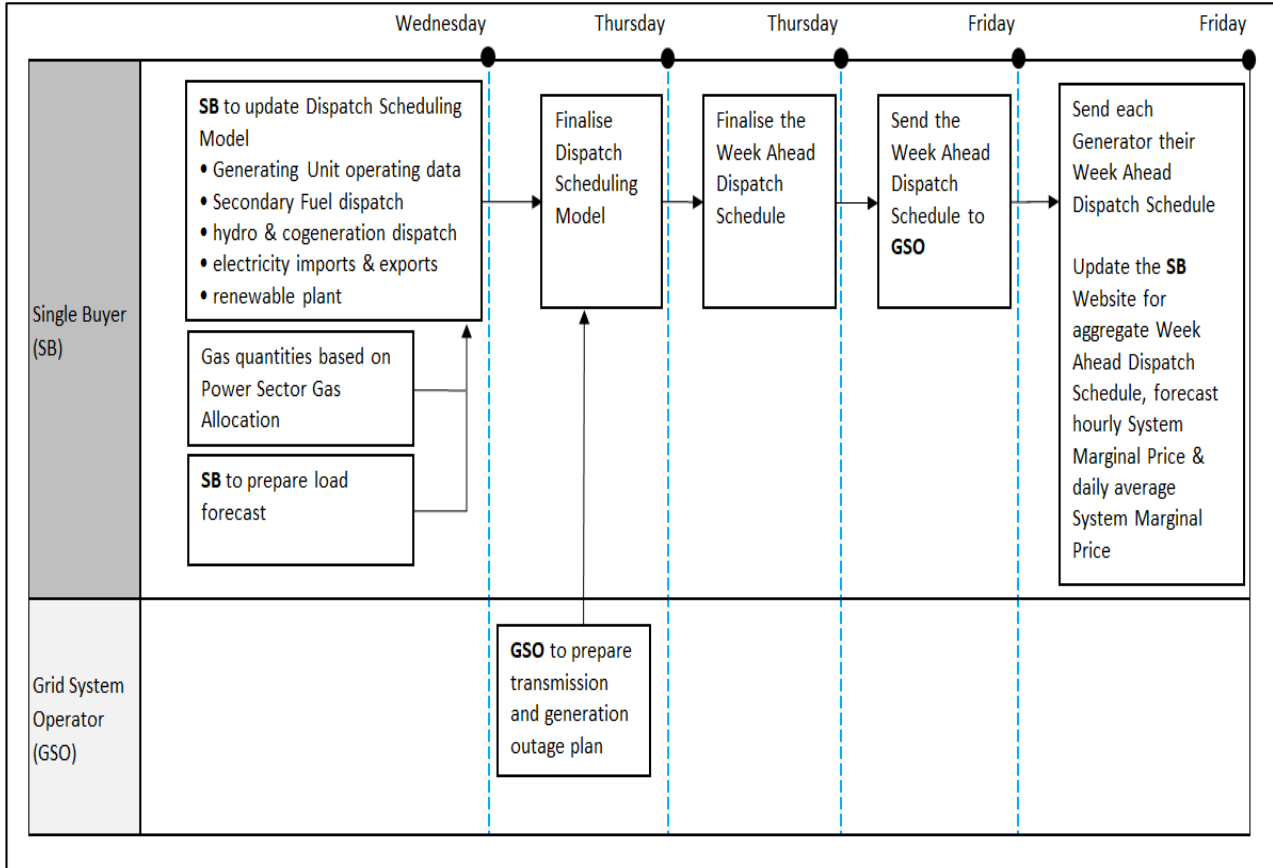 Wednesday
Thursday
Thursday
Friday
Friday
Single Buyer
(SB)
SB to update Dispatch Scheduling
Model
• Generating Unit operating data
• Secondary Fuel dispatch
• hydro & cogeneration dispatch
• electricity imports & exports
• renewable plant
Gas quantities based on
Power Sector Gas
Allocation
SB to prepare load
forecast
Finalise
Dispatch
Scheduling
Model
Finalise the
Week Ahead
Dispatch
Schedule
Send the
Week Ahead
Dispatch
Schedule to
GSO
Send each
Generator their
Week Ahead
Dispatch Schedule
Update the SB
Website for
aggregate Week
Ahead Dispatch
Schedule, forecast
hourly System
Marginal Price &
daily average
System Marginal
Price
Grid System
Operator
(GSO)
GSO to prepare
transmission
and generation
outage plan